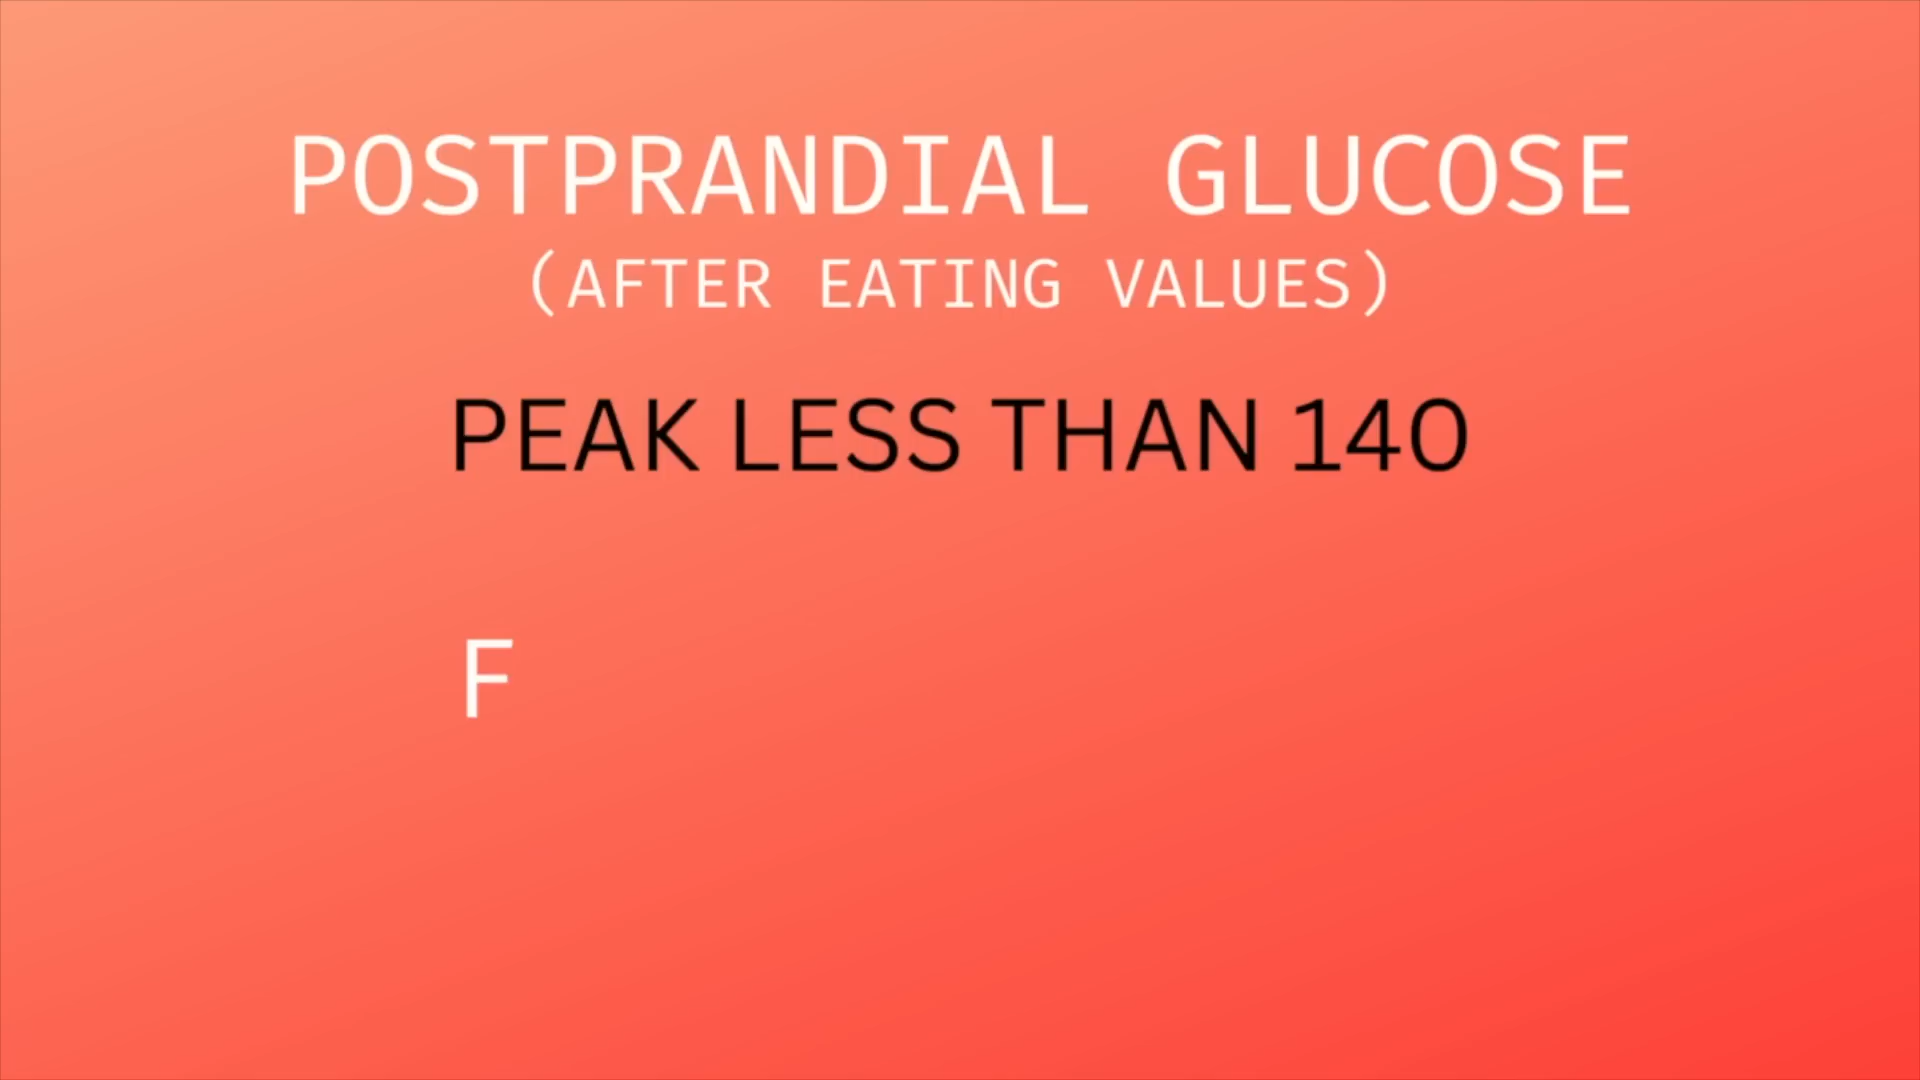 POSTPRANDIAL GLUCOSE
(AFTER EATING VALUES)
PEAK LESS THAN 140
F